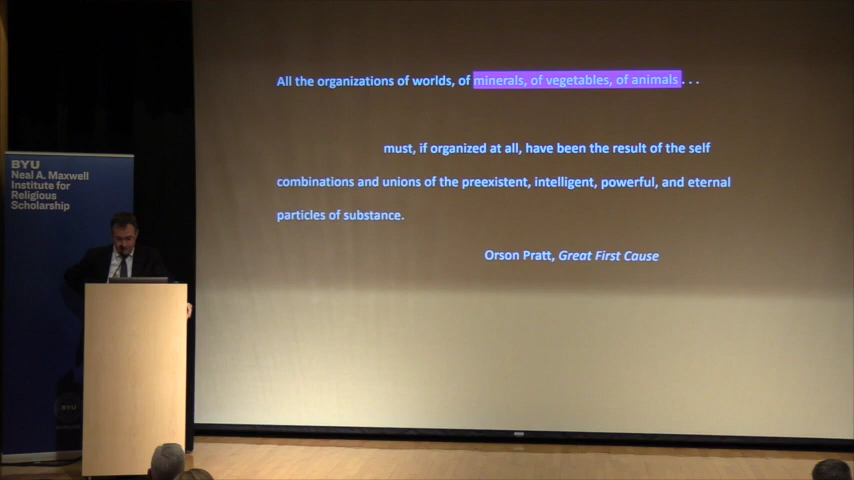 All the organizations of worlds, of minerals, of vegetables, of animals . . .
must, if organized at all, have been the result of the self
combinations and unions of the preexistent, intelligent, powerful, and eternal
particles of substance.
Orson Pratt, Great First Cause
BYU
Neal A. Maxwell
Institute for
Religious
Scholarship
BYU